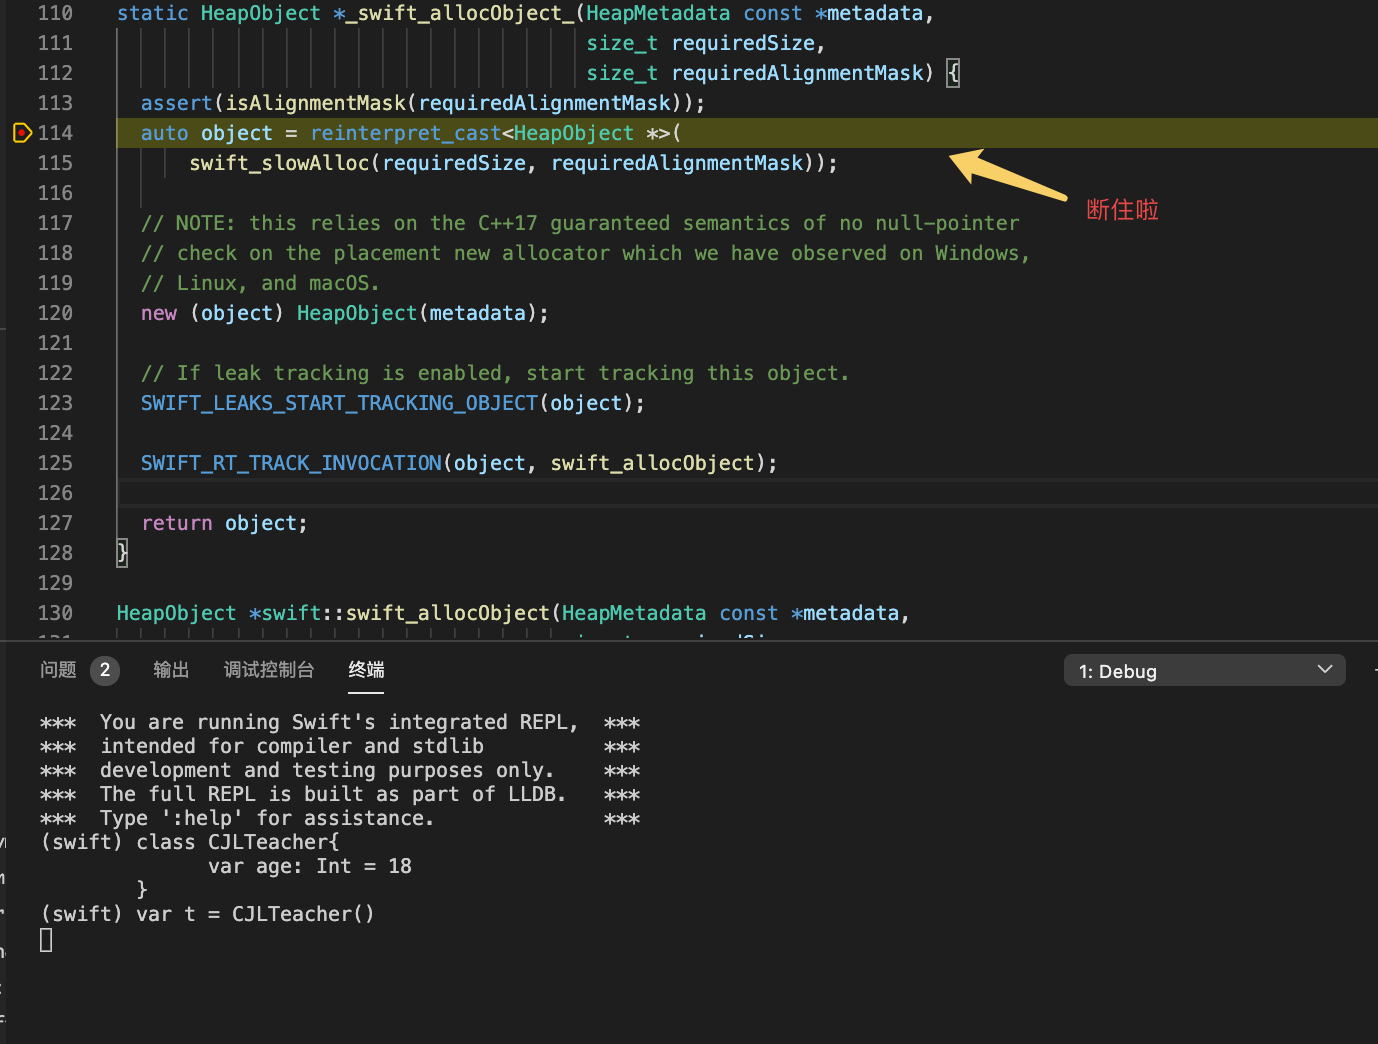 110 static HeapObject *_swift_allocObject_(HeapMetadata const *metadata,
111 size_t requiredSize,
112 size_t requiredAlignmentMask) {
113 assert(isAlignmentMask(requiredAlignmentMask));
114 auto object = reinterpret_cast<HeapObject *>(
115 swift_slowAlloc(requiredSize, requiredAlignmentMask));
断住啦
116
117 // NOTE: this relies on the C++17 guaranteed semantics of no null-pointer
118 // check on the placement new allocator which we have observed on Windows,
119 // Linux, and macOS.
120 new (object) HeapObject(metadata);
121
122 // If leak tracking is enabled, start tracking this object.
123 SWIFT_LEAKS_START_TRACKING_OBJECT(object);
124
125 SWIFT_RT_TRACK_INVOCATION(object, swift_allocObject);
126
127 return object;
128 }
129
130 HeapObject *swift::swift_allocObject(HeapMetadata const *metadata,
问题 2 输出 调试控制台 终端 1: Debug
*** You are running Swift's integrated REPL, ***
*** intended for compiler and stdlib ***
*** development and testing purposes only. ***
*** The full REPL is built as part of LLDB. ***
*** Type ':help' for assistance. ***
(swift) class CJLTeacher{
var age: Int = 18
}
(swift) var t = CJLTeacher()